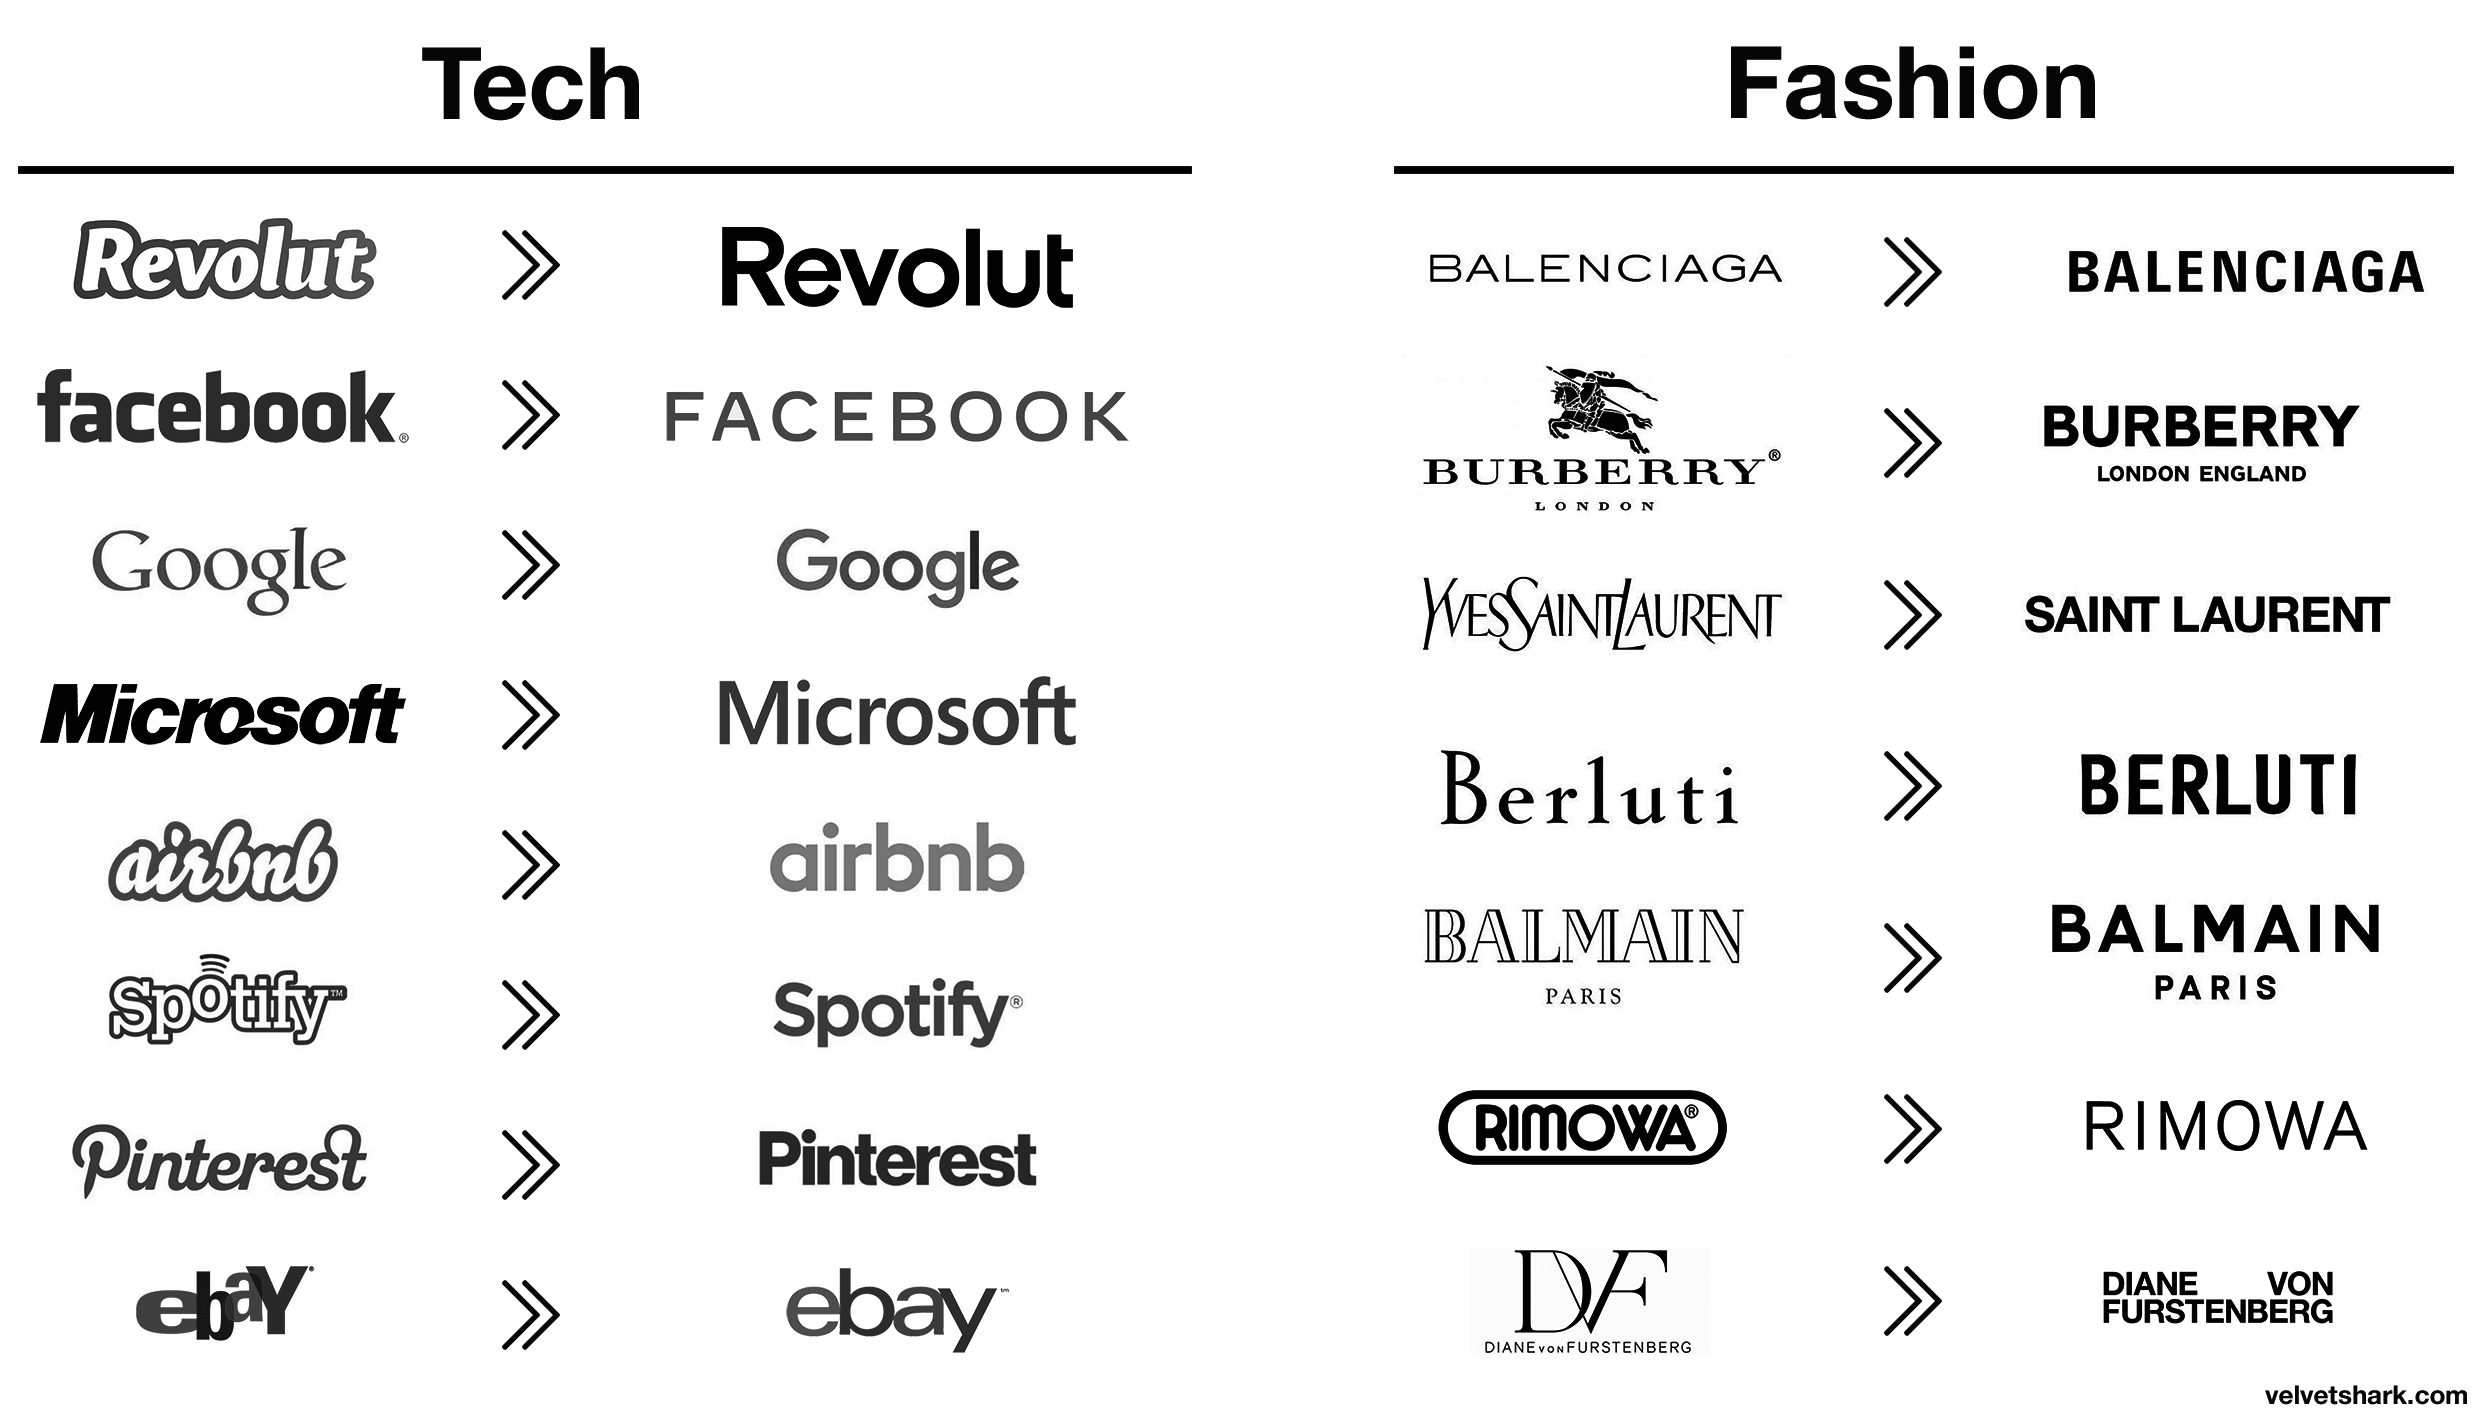 Tech
Revolut
Revolut
facebook®
FACEBOOK
Google
Google
Microsoft
Microsoft
airbnb
airbnb
Spotify™
Spotify®
Pinterest
Pinterest
ebaY®
ebay™
Fashion
BALENCIAGA
BALENCIAGA
BURBERRY®
LONDON
BURBERRY
LONDON ENGLAND
YVESSAINTLAURENT
SAINT LAURENT
Berluti
BERLUTI
BALMAIN
PARIS
BALMAIN
PARIS
RIMOWA®
RIMOWA
DVF
DIANE VON FURSTENBERG
DIANE VON
FURSTENBERG
velvetshark.com